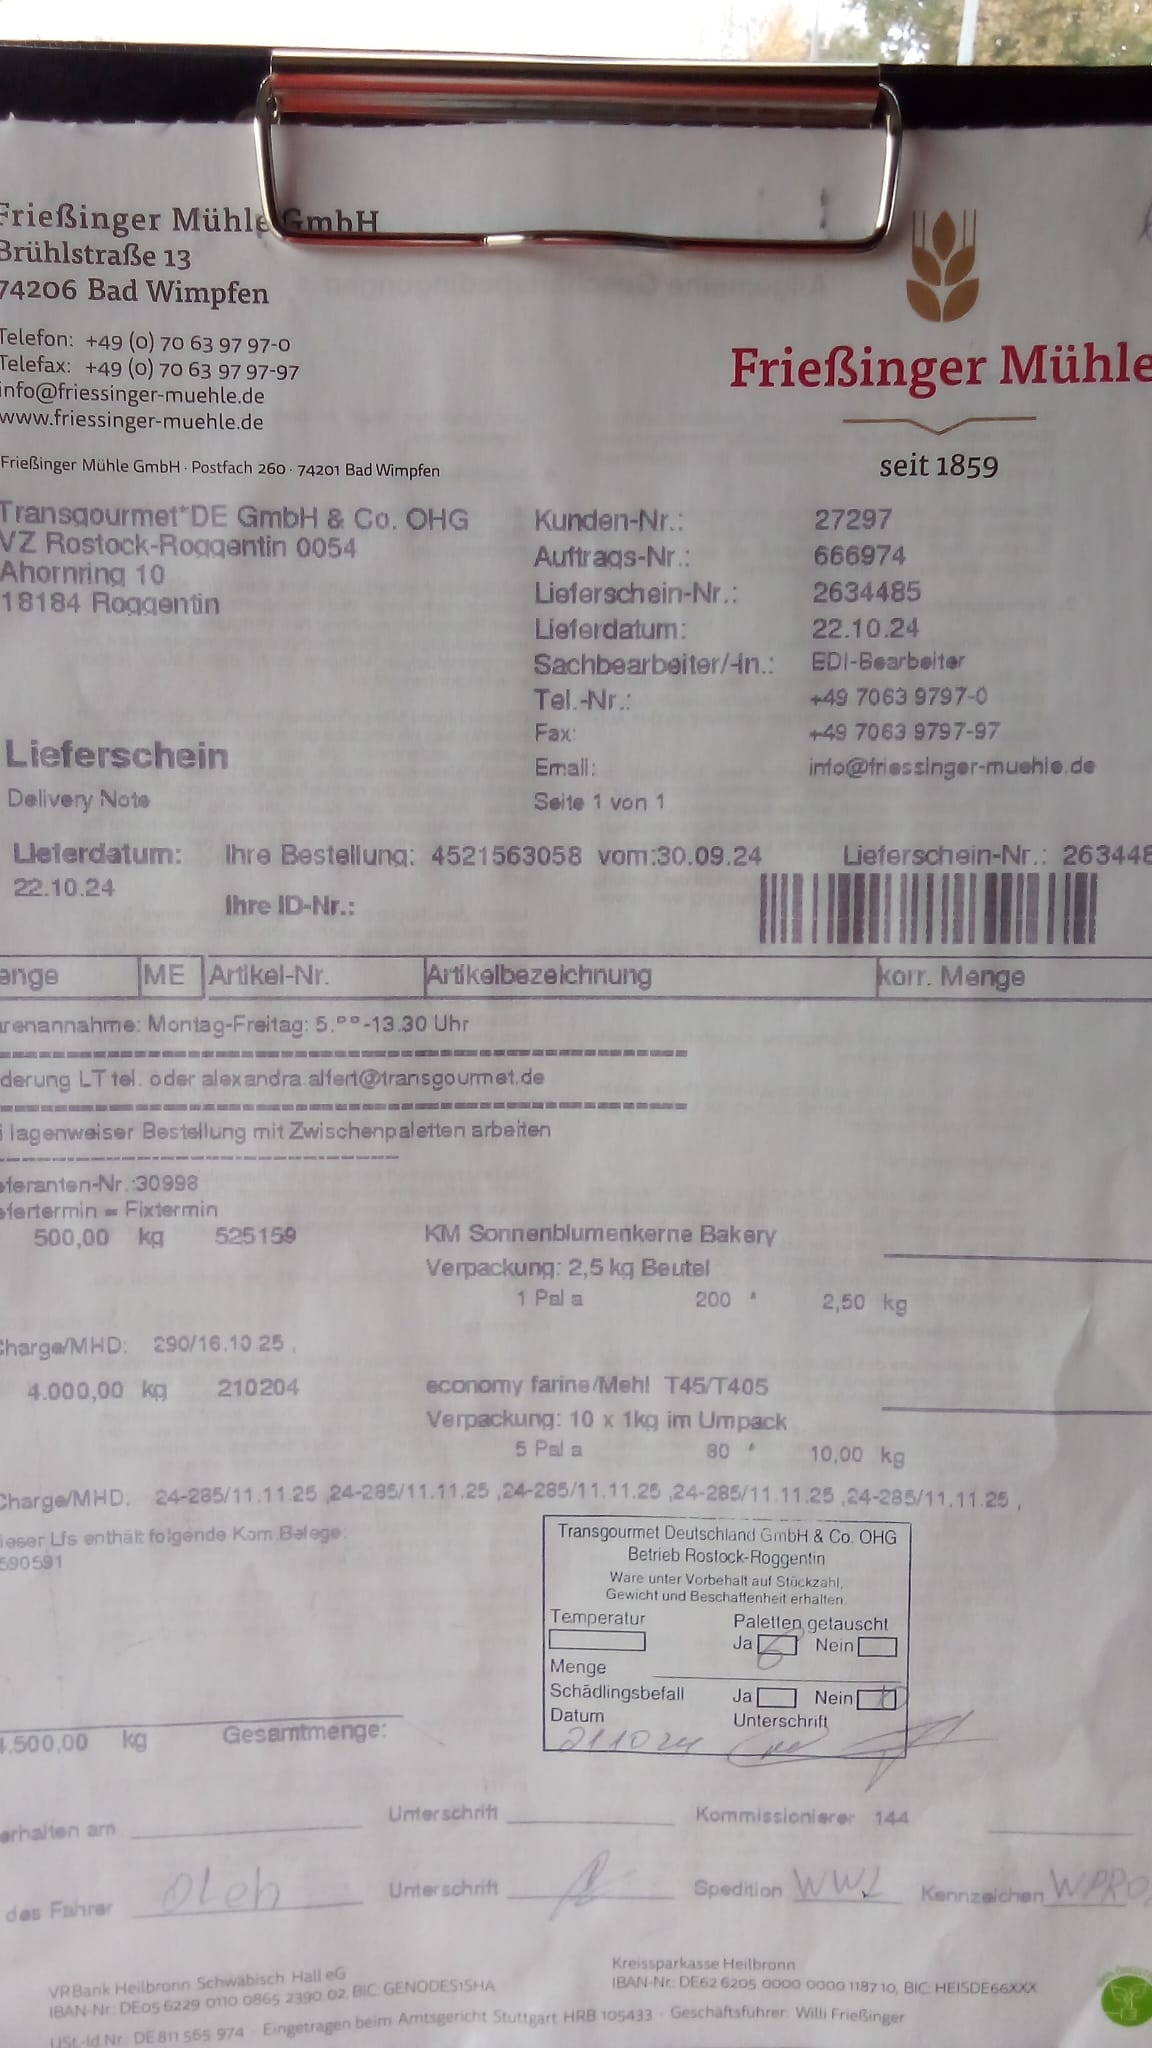 Frießinger Mühle GmbH
Brühlstraße 13
74206 Bad Wimpfen
Telefon: +49 (0) 70 63 97 97-0
Telefax: +49 (0) 70 63 97 97-97
info@friessinger-muehle.de
www.friessinger-muehle.de
Frießinger Mühle GmbH · Postfach 260 · 74201 Bad Wimpfen
Frießinger Mühle
seit 1859
Transgourmet*DE GmbH & Co. OHG
VZ Rostock-Roggentin 0054
Ahornring 10
18184 Roggentin
Kunden-Nr.: 27297
Auftrags-Nr.: 666974
Lieferschein-Nr.: 2634485
Lieferdatum: 22.10.24
Sachbearbeiter/-in.: EDI-Bearbeiter
Tel.-Nr.: +49 7063 9797-0
Fax: +49 7063 9797-97
Email: info@friessinger-muehle.de
Seite 1 von 1
Lieferschein
Delivery Note
Lieferdatum: Ihre Bestellung: 4521563058 vom:30.09.24 Lieferschein-Nr.: 263448
22.10.24
Ihre ID-Nr.:
enge ME Artikel-Nr. Artikelbezeichnung korr. Menge
renannahme: Montag-Freitag: 5.°°-13.30 Uhr
derung LT tel. oder alexandra.alfert@transgourmet.de
i lagenweiser Bestellung mit Zwischenpaletten arbeiten
eferanten-Nr.:30998
efertermin = Fixtermin
500,00 kg 525159 KM Sonnenblumenkerne Bakery
Verpackung: 2,5 kg Beutel
1 Pal a 200 * 2,50 kg
Charge/MHD: 290/16.10.25 ,
4.000,00 kg 210204 economy farine/Mehl T45/T405
Verpackung: 10 x 1kg im Umpack
5 Pal a 80 * 10,00 kg
Charge/MHD: 24-285/11.11.25 ,24-285/11.11.25 ,24-285/11.11.25 ,24-285/11.11.25 ,24-285/11.11.25 ,
ieser Lfs enthält folgende Kom.Belege:
590591
Transgourmet Deutschland GmbH & Co. OHG
Betrieb Rostock-Roggentin
Ware unter Vorbehalt auf Stückzahl,
Gewicht und Beschaffenheit erhalten.
Temperatur Paletten getauscht
Ja 6 Nein
Menge
Schädlingsbefall Ja Nein
Datum Unterschrift
211024
4.500,00 kg Gesamtmenge:
erhalten am Unterschrift Kommissionierer 144
des Fahrer Oleh Unterschrift Spedition WWL Kennzeichen WPRO
VR Bank Heilbronn Schwäbisch Hall eG
IBAN-Nr.: DE05 6229 0110 0865 2390 02, BIC: GENODES1SHA
Kreissparkasse Heilbronn
IBAN-Nr.: DE62 6205 0000 0000 1187 10, BIC: HEISDE66XXX
USt.-Id Nr.: DE 811 565 974 · Eingetragen beim Amtsgericht Stuttgart HRB 105433 · Geschäftsführer: Willi Frießinger